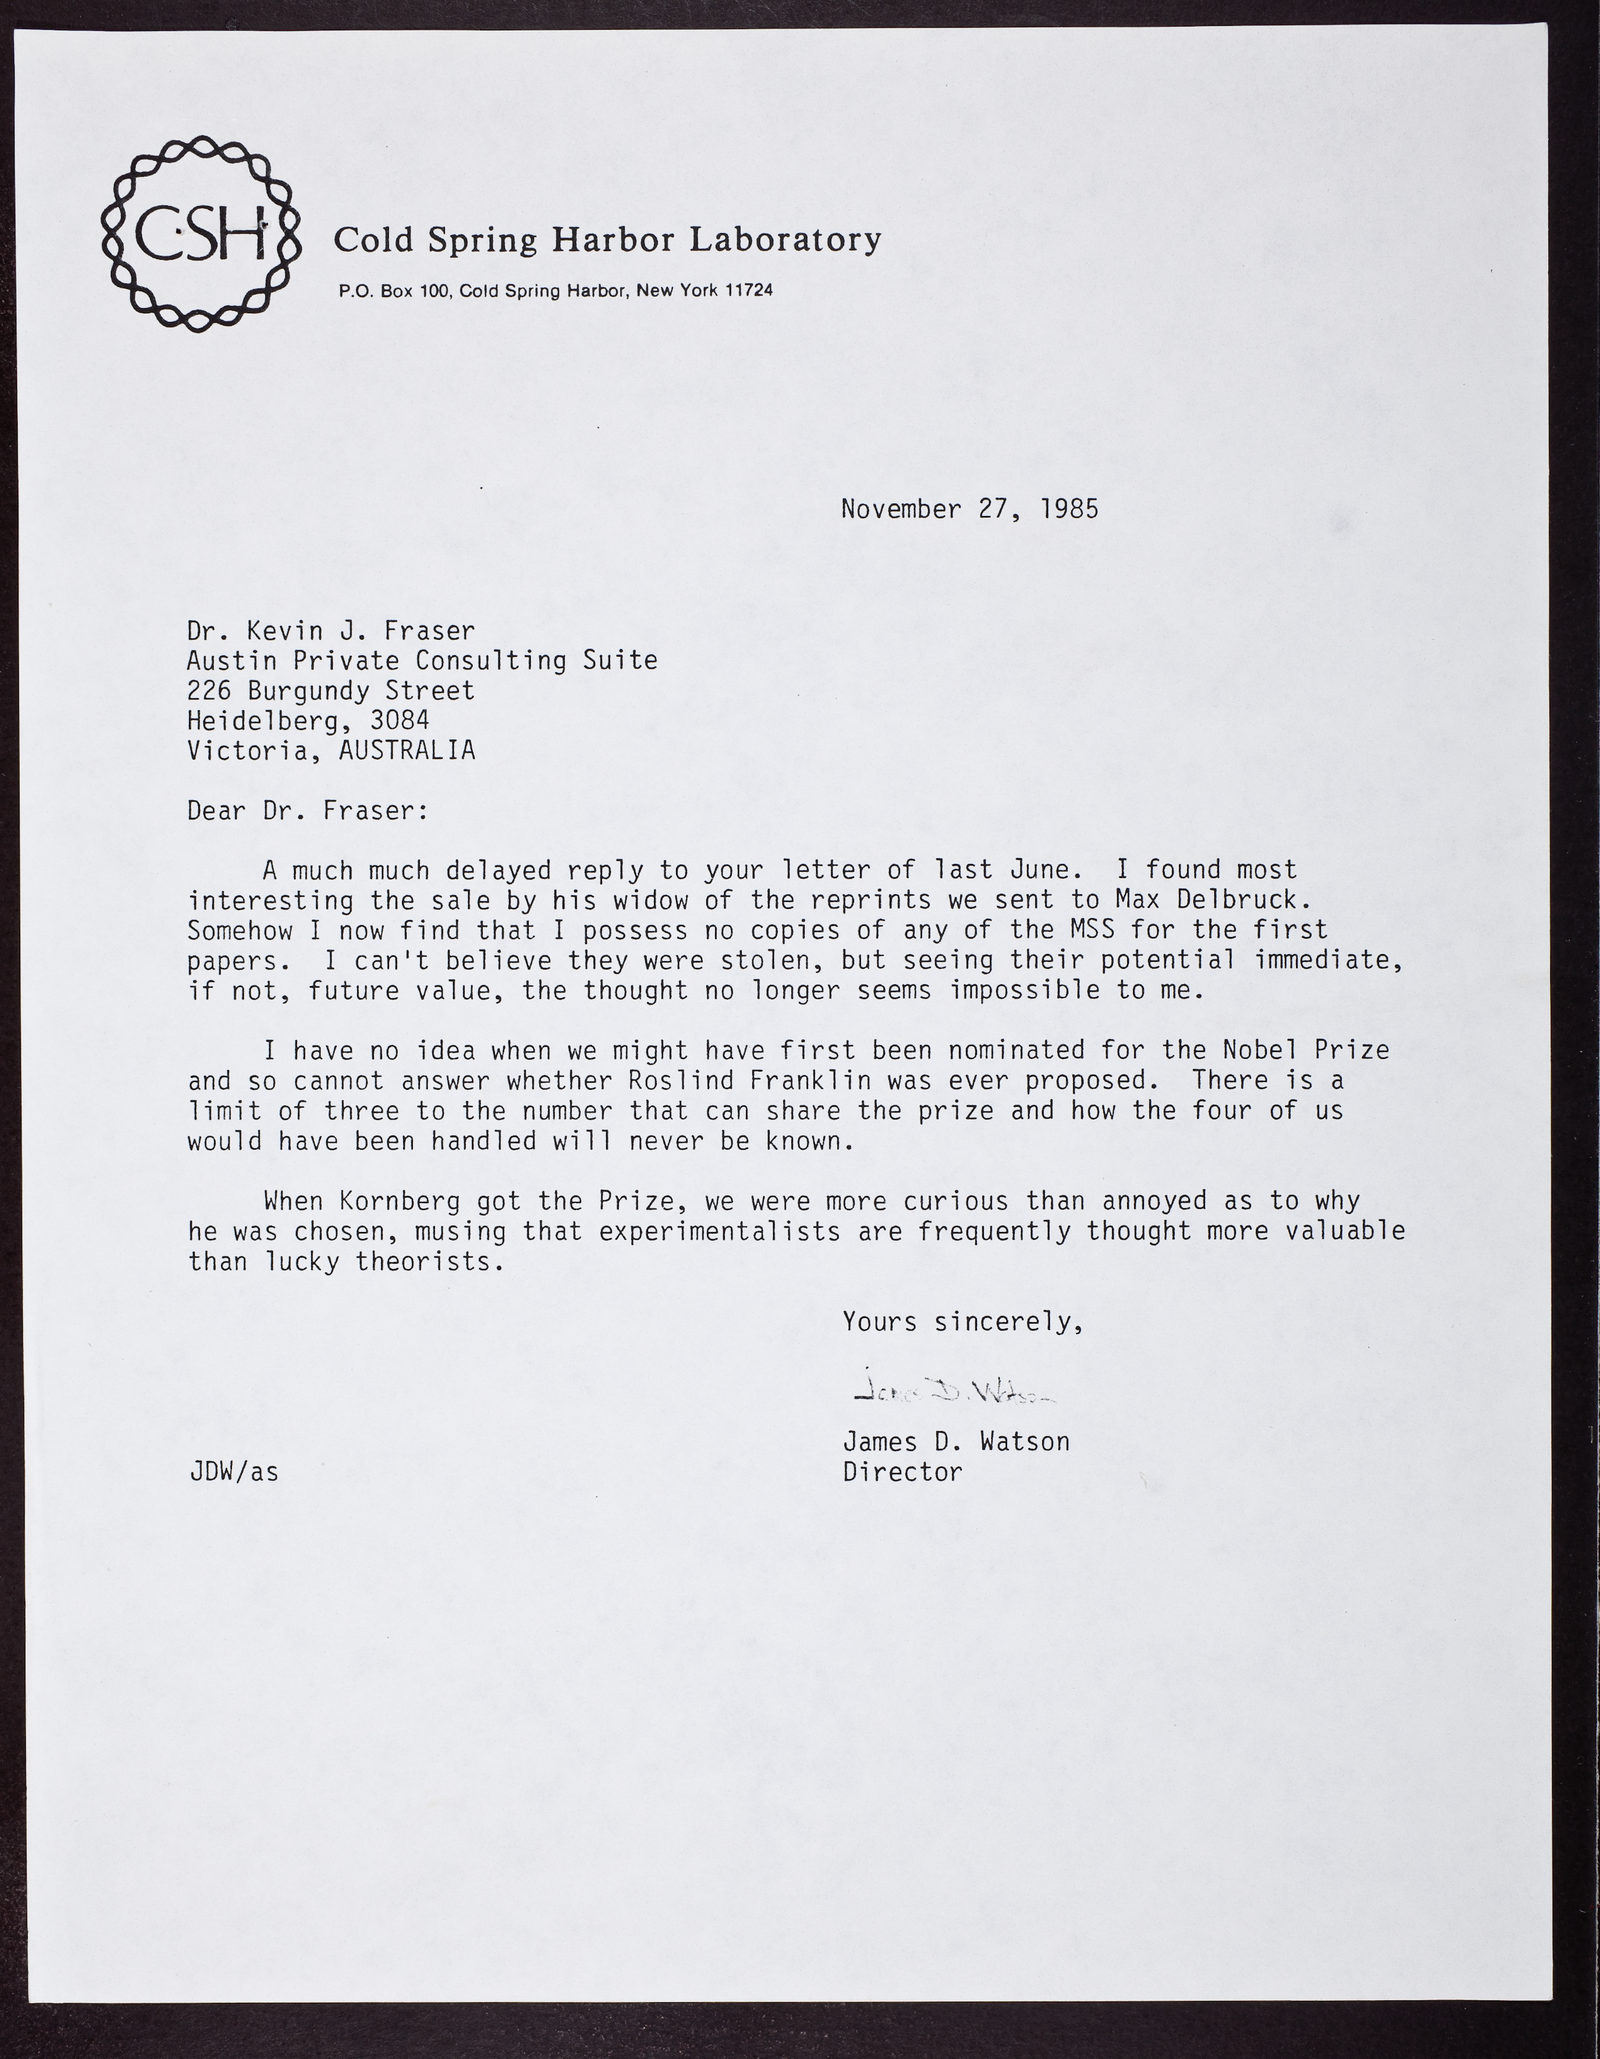 CSH
Cold Spring Harbor Laboratory
P.O. Box 100, Cold Spring Harbor, New York 11724
November 27, 1985
Dr. Kevin J. Fraser
Austin Private Consulting Suite
226 Burgundy Street
Heidelberg, 3084
Victoria, AUSTRALIA
Dear Dr. Fraser:
A much much delayed reply to your letter of last June. I found most
interesting the sale by his widow of the reprints we sent to Max Delbruck.
Somehow I now find that I possess no copies of any of the MSS for the first
papers. I can't believe they were stolen, but seeing their potential immediate,
if not, future value, the thought no longer seems impossible to me.
I have no idea when we might have first been nominated for the Nobel Prize
and so cannot answer whether Roslind Franklin was ever proposed. There is a
limit of three to the number that can share the prize and how the four of us
would have been handled will never be known.
When Kornberg got the Prize, we were more curious than annoyed as to why
he was chosen, musing that experimentalists are frequently thought more valuable
than lucky theorists.
Yours sincerely,
James D. Watson
James D. Watson
JDW/as Director